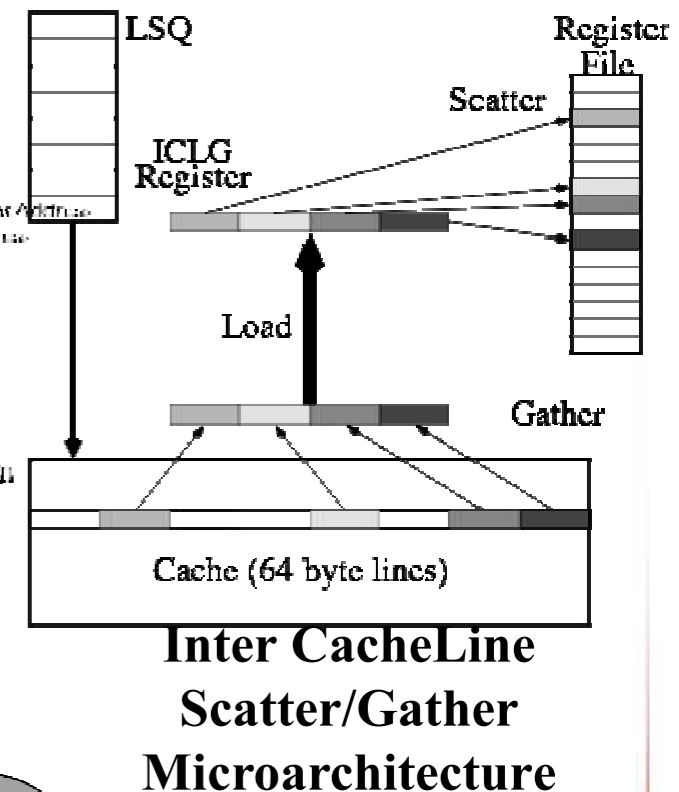 LSQ
Register
File
Scatter
ICLG
Register
Load
Gather
Cache (64 byte lines)
Inter CacheLine
Scatter/Gather
Microarchitecture